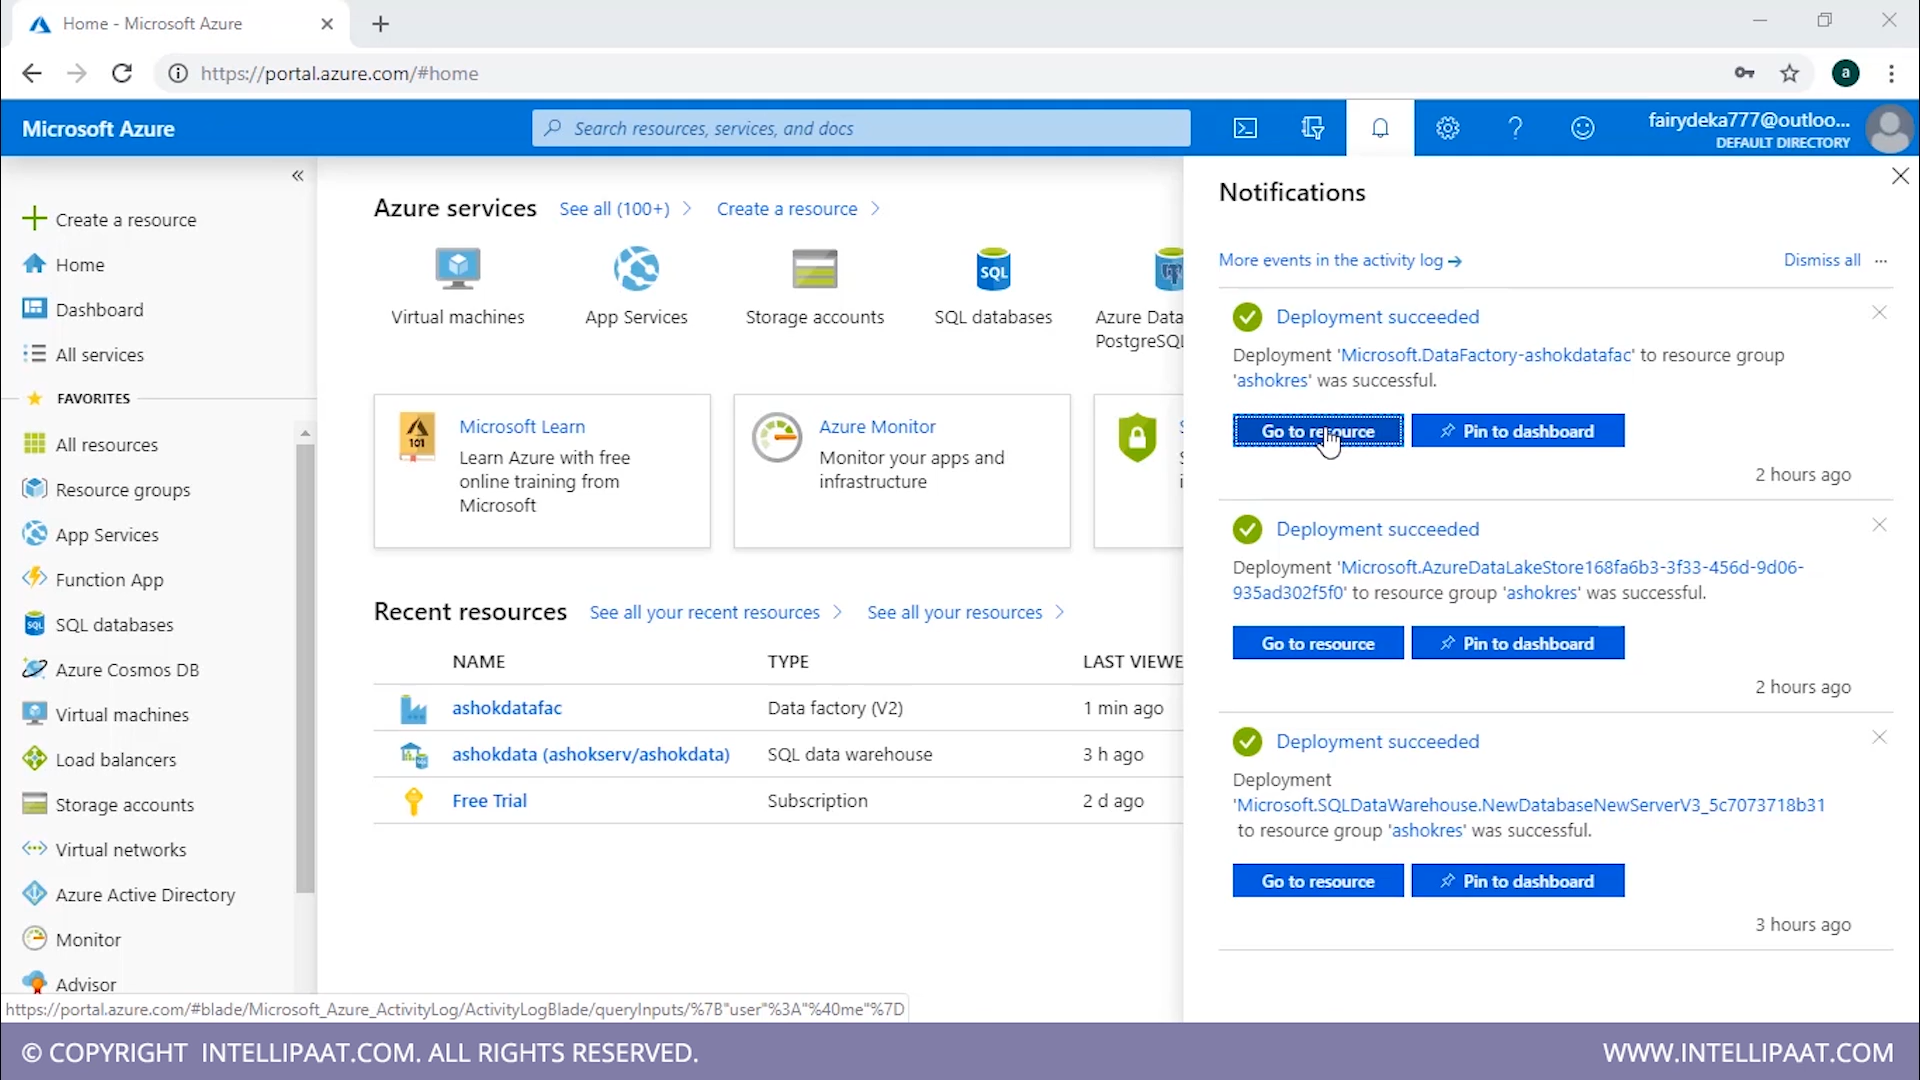 Home - Microsoft Azure
https://portal.azure.com/#home
a
Microsoft Azure
Search resources, services, and docs
fairydeka777@outloo...
DEFAULT DIRECTORY
Create a resource
Home
Dashboard
All services
FAVORITES
All resources
Resource groups
App Services
Function App
SQL databases
Azure Cosmos DB
Virtual machines
Load balancers
Storage accounts
Virtual networks
Azure Active Directory
Monitor
Advisor
Azure services
See all (100+)
Create a resource
Virtual machines
App Services
Storage accounts
SQL
SQL databases
Azure Data
PostgreSQL
101
Microsoft Learn
Learn Azure with free
online training from
Microsoft
Azure Monitor
Monitor your apps and
infrastructure
Recent resources
See all your recent resources
See all your resources
NAME TYPE LAST VIEWE
ashokdatafac Data factory (V2) 1 min ago
ashokdata (ashokserv/ashokdata) SQL data warehouse 3 h ago
Free Trial Subscription 2 d ago
Notifications
More events in the activity log
Dismiss all ...
Deployment succeeded
Deployment 'Microsoft.DataFactory-ashokdatafac' to resource group
'ashokres' was successful.
Go to resource
Pin to dashboard
2 hours ago
Deployment succeeded
Deployment 'Microsoft.AzureDataLakeStore168fa6b3-3f33-456d-9d06-
935ad302f5f0' to resource group 'ashokres' was successful.
Go to resource
Pin to dashboard
2 hours ago
Deployment succeeded
Deployment
'Microsoft.SQLDataWarehouse.NewDatabaseNewServerV3_5c7073718b31
to resource group 'ashokres' was successful.
Go to resource
Pin to dashboard
3 hours ago
https://portal.azure.com/#blade/Microsoft_Azure_ActivityLog/ActivityLogBlade/queryInputs/%7B"user"%3A"%40me"%7D
© COPYRIGHT INTELLIPAAT.COM. ALL RIGHTS RESERVED.
WWW.INTELLIPAAT.COM